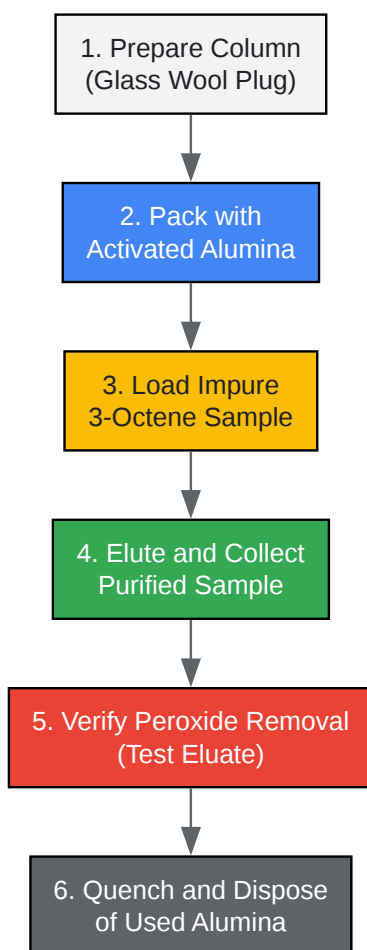 1. Prepare Column
(Glass Wool Plug)
2. Pack with
Activated Alumina
3. Load Impure
3-Octene Sample
4. Elute and Collect
Purified Sample
5. Verify Peroxide Removal
(Test Eluate)
6. Quench and Dispose
of Used Alumina